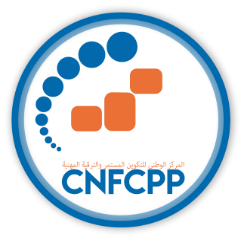 المركز الوطني للتكوين المستمر والترقية المهنية
CNFCPP